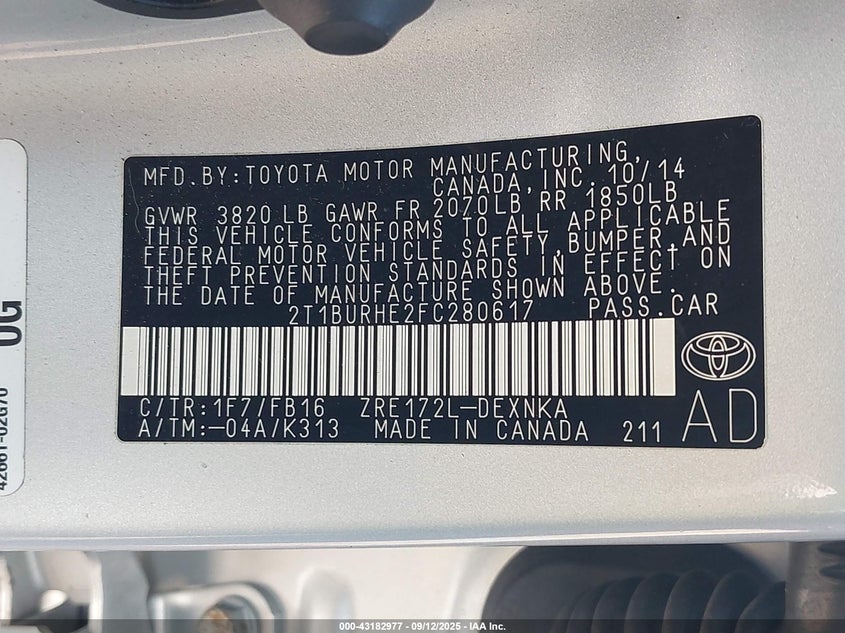 MFD.BY:TOYOTA MOTOR MANUFACTURING,
CANADA,INC. 10/14
GVWR 3820 LB GAWR FR 2070LB RR 1850LB
THIS VEHICLE CONFORMS TO ALL APPLICABLE
FEDERAL MOTOR VEHICLE SAFETY,BUMPER,AND
THEFT PREVENTION STANDARDS IN EFFECT ON
THE DATE OF MANUFACTURE SHOWN ABOVE.
2T1BURHE2FC280617 PASS.CAR
C/TR:1F7/FB16 ZRE172L-DEXNKA
A/TM:-04A/K313 MADE IN CANADA 211
AD
000-43182977 - 09/12/2025 - IAA Inc.